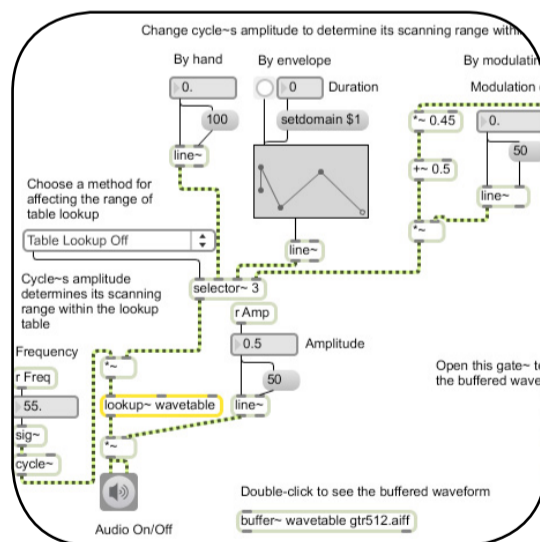 Change cycle~s amplitude to determine its scanning range within
By hand
By envelope
By modulating
0.
0
Duration
Modulation
100
setdomain $1
*~ 0.45
0.
50
line~
+~ 0.5
line~
Choose a method for
affecting the range of
table lookup
Table Lookup Off
line~
*~
Cycle~s amplitude
determines its scanning
range within the lookup
table
selector~ 3
r Amp
0.5
Amplitude
Frequency
*~
50
Open this gate~
the buffered
r Freq
55.
lookup~ wavetable
line~
sig~
*~
cycle~
Audio On/Off
Double-click to see the buffered waveform
buffer~ wavetable gtr512.aiff